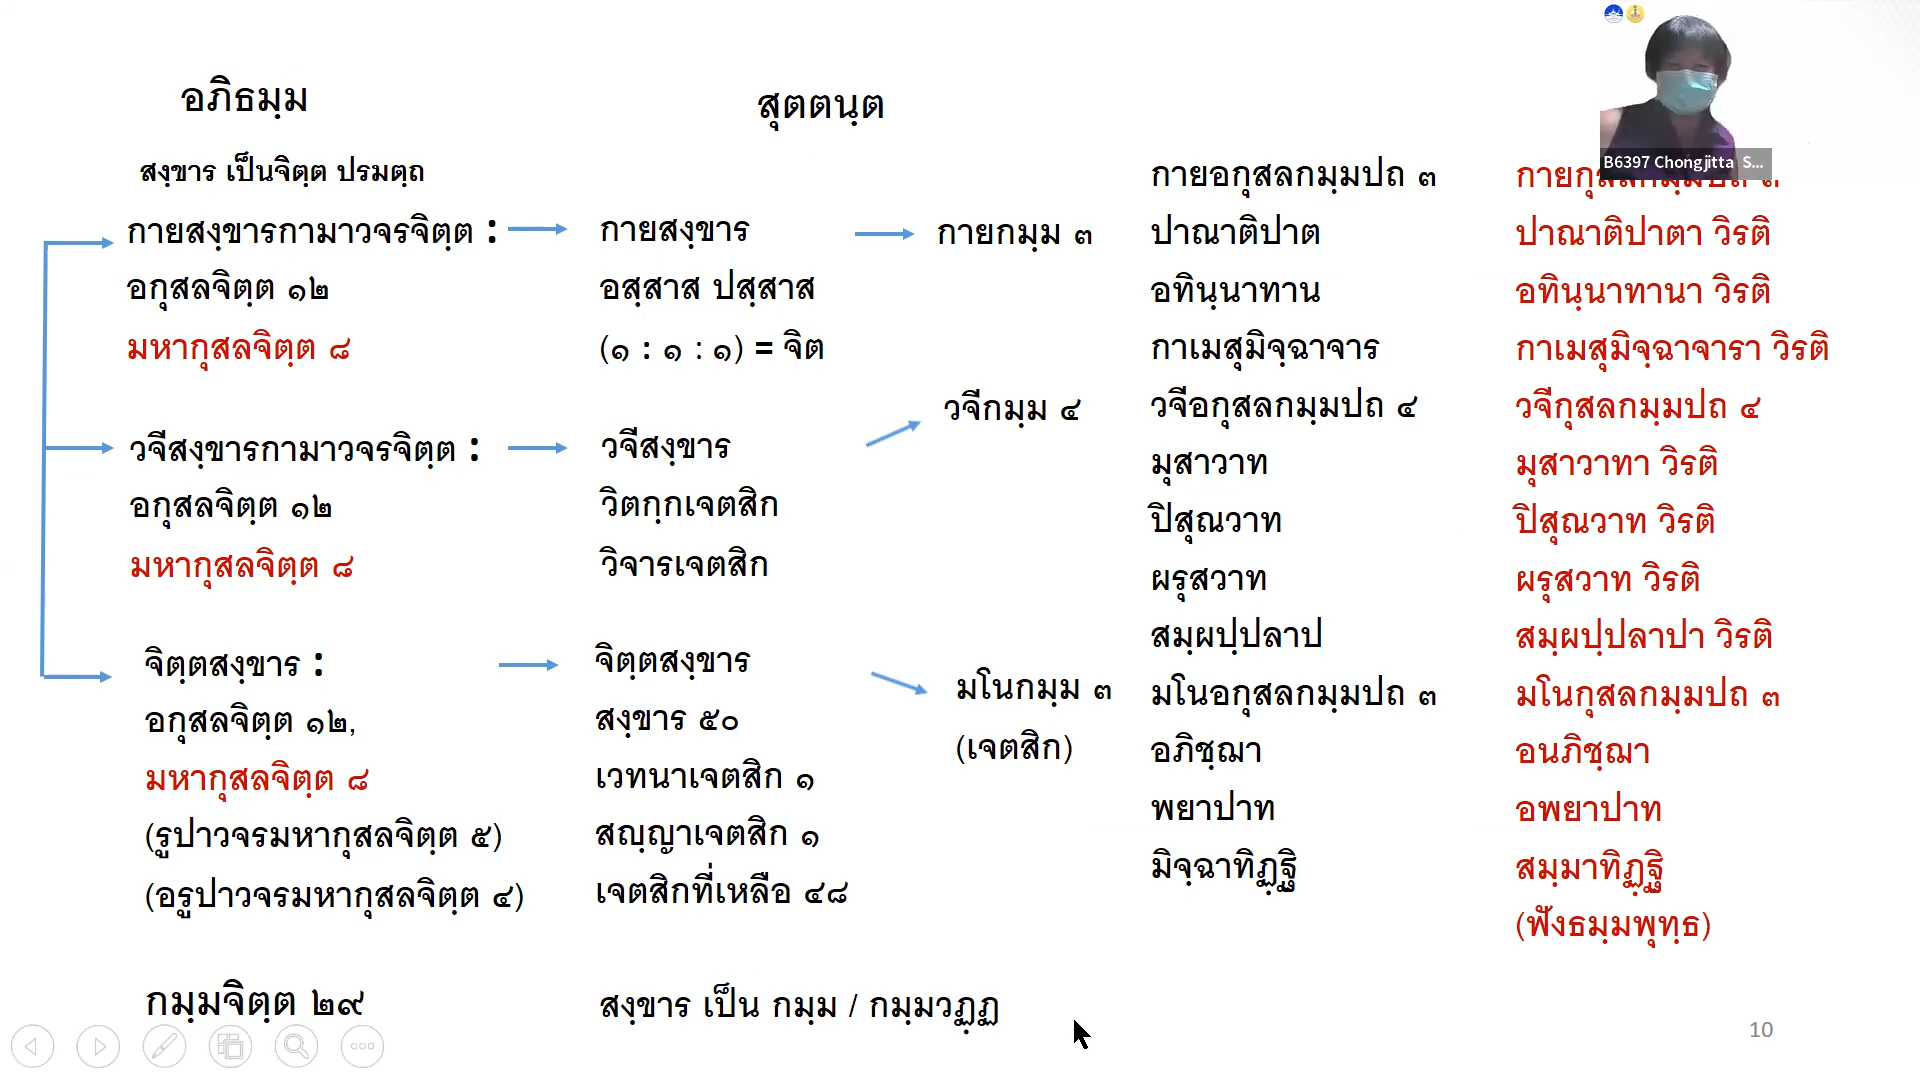 อภิธมฺม
สงฺขาร เป็นจิตฺต ปรมตฺถ
กายสงฺขารกามาวจรจิตฺต :
อกุสลจิตฺต ๑๒
มหากุสลจิตฺต ๘
วจีสงฺขารกามาวจรจิตฺต :
อกุสลจิตฺต ๑๒
มหากุสลจิตฺต ๘
จิตฺตสงฺขาร :
อกุสลจิตฺต ๑๒,
มหากุสลจิตฺต ๘
(รูปาวจรมหากุสลจิตฺต ๕)
(อรูปาวจรมหากุสลจิตฺต ๔)
กมฺมจิตฺต ๒๙
สุตตนฺต
กายสงฺขาร
อสฺสาส ปสฺสาส
(๑ : ๑ : ๑) = จิต
วจีสงฺขาร
วิตกฺกเจตสิก
วิจารเจตสิก
จิตฺตสงฺขาร
สงฺขาร ๕๐
เวทนาเจตสิก ๑
สญฺญาเจตสิก ๑
เจตสิกที่เหลือ ๔๘
สงฺขาร เป็น กมฺม / กมฺมวฏฺฏ
กายกมฺม ๓
วจีกมฺม ๔
มโนกมฺม ๓
(เจตสิก)
กายอกุสลกมฺมปถ ๓
ปาณาติปาต
อทินฺนาทาน
กาเมสุมิจฺฉาจาร
วจีอกุสลกมฺมปถ ๔
มุสาวาท
ปิสุณวาท
ผรุสวาท
สมฺผปฺปลาป
มโนอกุสลกมฺมปถ ๓
อภิชฺฌา
พยาปาท
มิจฺฉาทิฏฺฐิ
B6397 Chongjitta S...
กายกุสลกมฺมปถ ๓
ปาณาติปาตา วิรติ
อทินฺนาทานา วิรติ
กาเมสุมิจฺฉาจารา วิรติ
วจีกุสลกมฺมปถ ๔
มุสาวาทา วิรติ
ปิสุณวาท วิรติ
ผรุสวาท วิรติ
สมฺผปฺปลาปา วิรติ
มโนกุสลกมฺมปถ ๓
อนภิชฺฌา
อพยาปาท
สมฺมาทิฏฺฐิ
(ฟังธมฺมพุทฺธ)
10